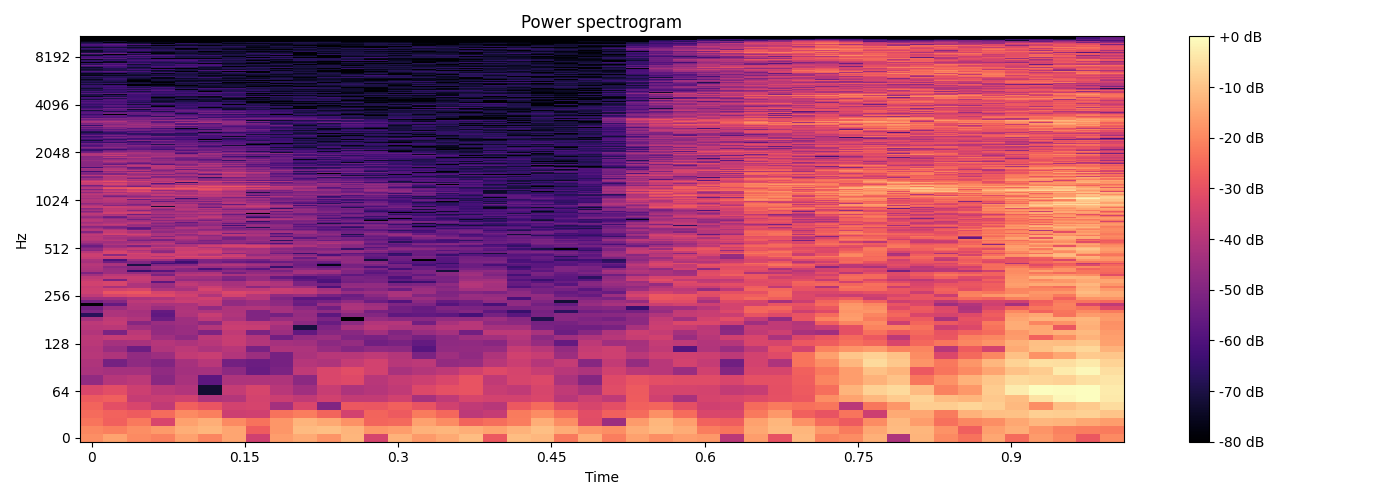 Power spectrogram
Hz
8192
4096
2048
1024
512
256
128
64
0
0 0.15 0.3 0.45 0.6 0.75 0.9
Time
+0 dB
-10 dB
-20 dB
-30 dB
-40 dB
-50 dB
-60 dB
-70 dB
-80 dB